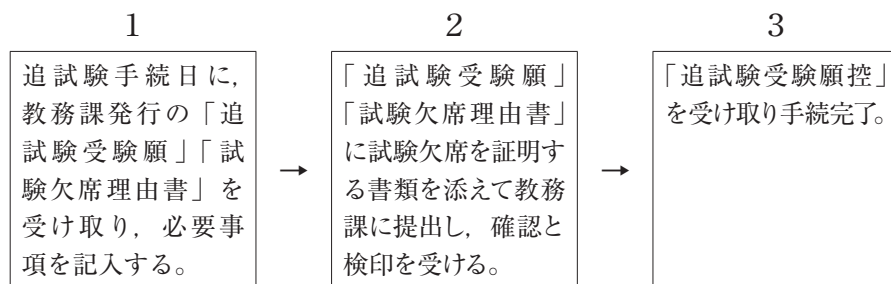 1
追試験手続日に，
教務課発行の「追
試験受験願」「試
験欠席理由書」を
受け取り，必要事
項を記入する。
→
2
「追試験受験願」
「試験欠席理由書」
に試験欠席を証明す
る書類を添えて教務
課に提出し，確認と
検印を受ける。
→
3
「追試験受験願控」
を受け取り手続完了。